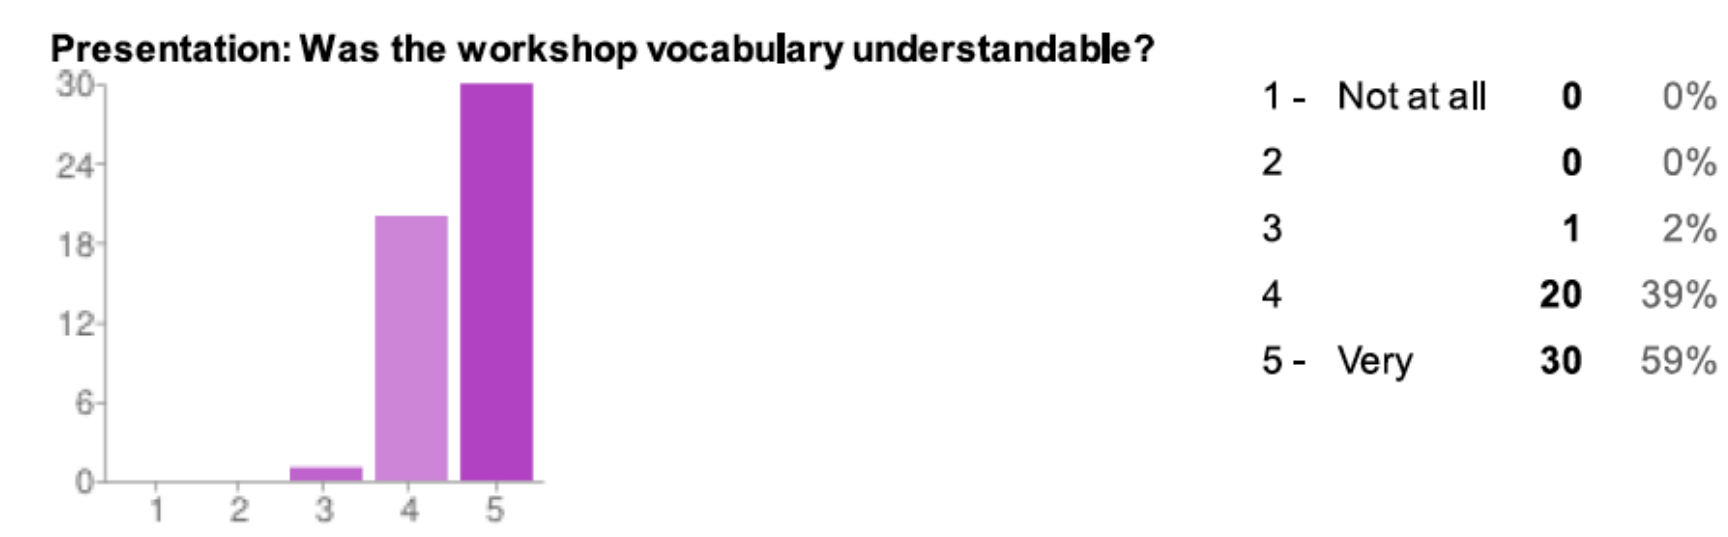 Presentation: Was the workshop vocabulary understandable?
30
24
18
12
6
0
1 2 3 4 5
1 - Not at all 0 0%
2 0 0%
3 1 2%
4 20 39%
5 - Very 30 59%